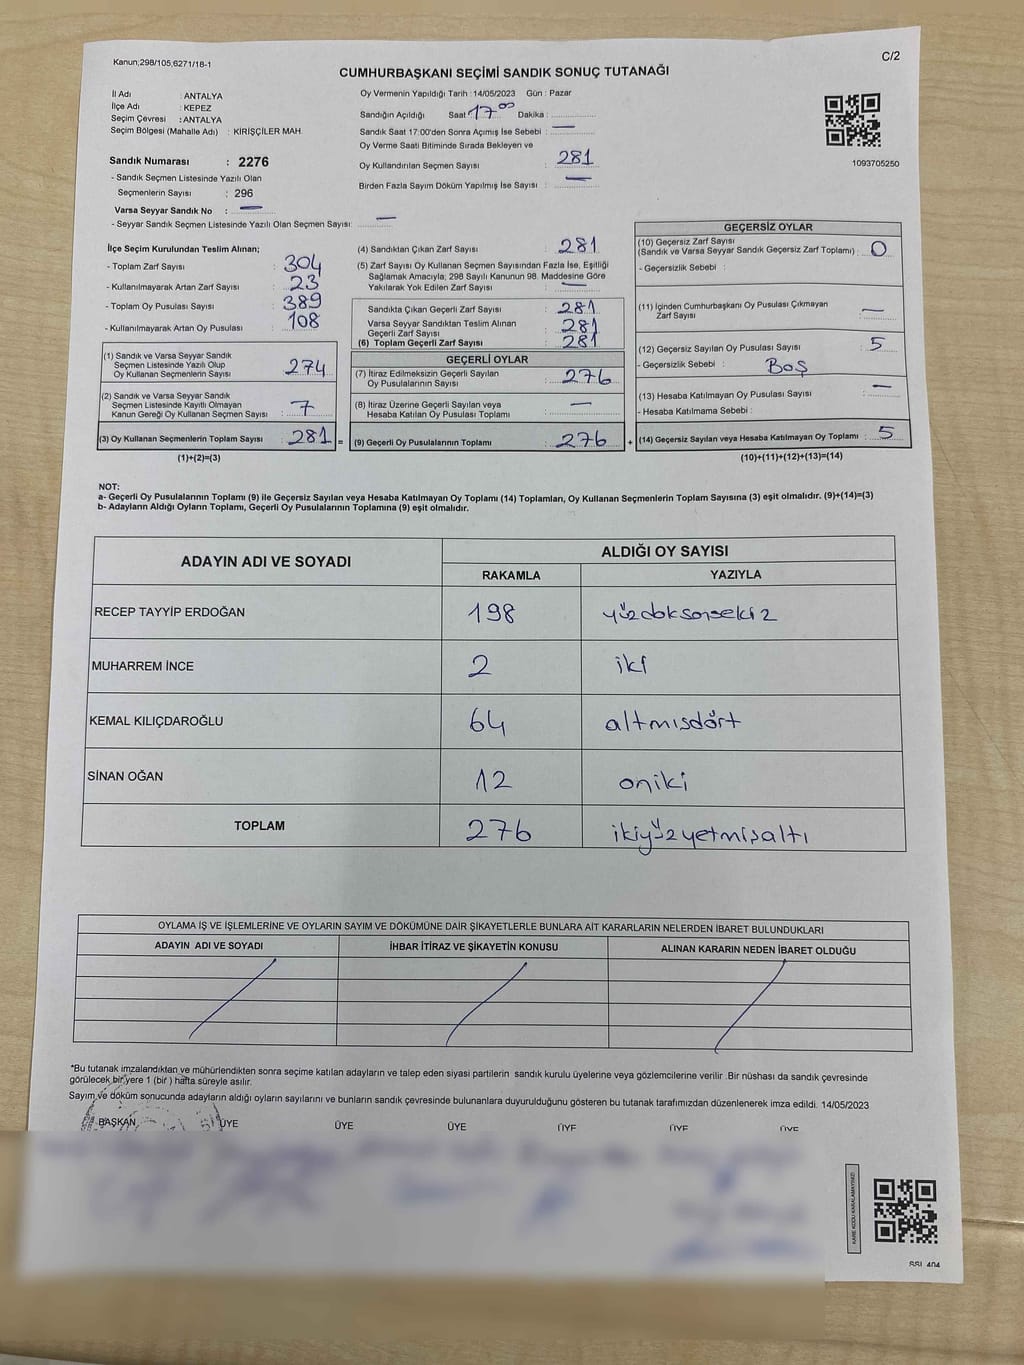 Kanun;298/105,6271/18-1
C/2
CUMHURBAŞKANI SEÇİMİ SANDIK SONUÇ TUTANAĞI
İl Adı : ANTALYA
İlçe Adı : KEPEZ
Seçim Çevresi : ANTALYA
Seçim Bölgesi (Mahalle Adı) : KİRİŞÇİLER MAH.
Sandık Numarası : 2276
- Sandık Seçmen Listesinde Yazılı Olan
Seçmenlerin Sayısı : 296
Varsa Seyyar Sandık No : —
- Seyyar Sandık Seçmen Listesinde Yazılı Olan Seçmen Sayısı: —
Oy Vermenin Yapıldığı Tarih : 14/05/2023 Gün : Pazar
Sandığın Açıldığı Saat : 17 00 Dakika :
Sandık Saat 17:00'den Sonra Açımış İse Sebebi : —
Oy Verme Saati Bitiminde Sırada Bekleyen ve
Oy Kullandırılan Seçmen Sayısı : 281
Birden Fazla Sayım Döküm Yapılmış İse Sayısı : —
1093705250
İlçe Seçim Kurulundan Teslim Alınan;
- Toplam Zarf Sayısı : 304
- Kullanılmayarak Artan Zarf Sayısı : 23
- Toplam Oy Pusulası Sayısı : 389
- Kullanılmayarak Artan Oy Pusulası : 108
(1) Sandık ve Varsa Seyyar Sandık
Seçmen Listesinde Yazılı Olup
Oy Kullanan Seçmenlerin Sayısı : 274
(2) Sandık ve Varsa Seyyar Sandık
Seçmen Listesinde Kayıtlı Olmayan
Kanun Gereği Oy Kullanan Seçmen Sayısı : 7
(3) Oy Kullanan Seçmenlerin Toplam Sayısı : 281 =
(1)+(2)=(3)
(4) Sandıktan Çıkan Zarf Sayısı : 281
(5) Zarf Sayısı Oy Kullanan Seçmen Sayısından Fazla İse, Eşitliği
Sağlamak Amacıyla; 298 Sayılı Kanunun 98. Maddesine Göre
Yakılarak Yok Edilen Zarf Sayısı : —
Sandıkta Çıkan Geçerli Zarf Sayısı : 281
Varsa Seyyar Sandıktan Teslim Alınan
Geçerli Zarf Sayısı : 281
(6) Toplam Geçerli Zarf Sayısı : 281
GEÇERLİ OYLAR
(7) İtiraz Edilmeksizin Geçerli Sayılan
Oy Pusulalarının Sayısı : 276
(8) İtiraz Üzerine Geçerli Sayılan veya
Hesaba Katılan Oy Pusulası Toplamı : —
(9) Geçerli Oy Pusulalarının Toplamı : 276 +
GEÇERSİZ OYLAR
(10) Geçersiz Zarf Sayısı
(Sandık ve Varsa Seyyar Sandık Geçersiz Zarf Toplamı) : 0
- Geçersizlik Sebebi :
(11) İçinden Cumhurbaşkanı Oy Pusulası Çıkmayan
Zarf Sayısı : —
(12) Geçersiz Sayılan Oy Pusulası Sayısı : 5
- Geçersizlik Sebebi : Boş
(13) Hesaba Katılmayan Oy Pusulası Sayısı : —
- Hesaba Katılmama Sebebi :
(14) Geçersiz Sayılan veya Hesaba Katılmayan Oy Toplamı : 5
(10)+(11)+(12)+(13)=(14)
NOT:
a- Geçerli Oy Pusulalarının Toplamı (9) ile Geçersiz Sayılan veya Hesaba Katılmayan Oy Toplamı (14) Toplamları, Oy Kullanan Seçmenlerin Toplam Sayısına (3) eşit olmalıdır. (9)+(14)=(3)
b- Adayların Aldığı Oyların Toplamı, Geçerli Oy Pusulalarının Toplamına (9) eşit olmalıdır.
ADAYIN ADI VE SOYADI
ALDIĞI OY SAYISI
RAKAMLA YAZIYLA
RECEP TAYYİP ERDOĞAN 198 yüzdoksansekiz
MUHARREM İNCE 2 iki
KEMAL KILIÇDAROĞLU 64 altmışdört
SİNAN OĞAN 12 oniki
TOPLAM 276 ikiyüzyetmişaltı
OYLAMA İŞ VE İŞLEMLERİNE VE OYLARIN SAYIM VE DÖKÜMÜNE DAİR ŞİKAYETLERLE BUNLARA AİT KARARLARIN NELERDEN İBARET BULUNDUKLARI
ADAYIN ADI VE SOYADI İHBAR İTİRAZ VE ŞİKAYETİN KONUSU ALINAN KARARIN NEDEN İBARET OLDUĞU
*Bu tutanak imzalandıktan ve mühürlendikten sonra seçime katılan adayların ve talep eden siyasi partilerin sandık kurulu üyelerine veya gözlemcilerine verilir .Bir nüshası da sandık çevresinde
görülecek bir yere 1 (bir ) hafta süreyle asılır.
Sayım ve döküm sonucunda adayların aldığı oyların sayılarını ve bunların sandık çevresinde bulunanlara duyurulduğunu gösteren bu tutanak tarafımızdan düzenlenerek imza edildi. 14/05/2023
BAŞKAN ÜYE ÜYE ÜYE ÜYE ÜYE ÜYE
KARE KODU KARALAMAYINIZ!